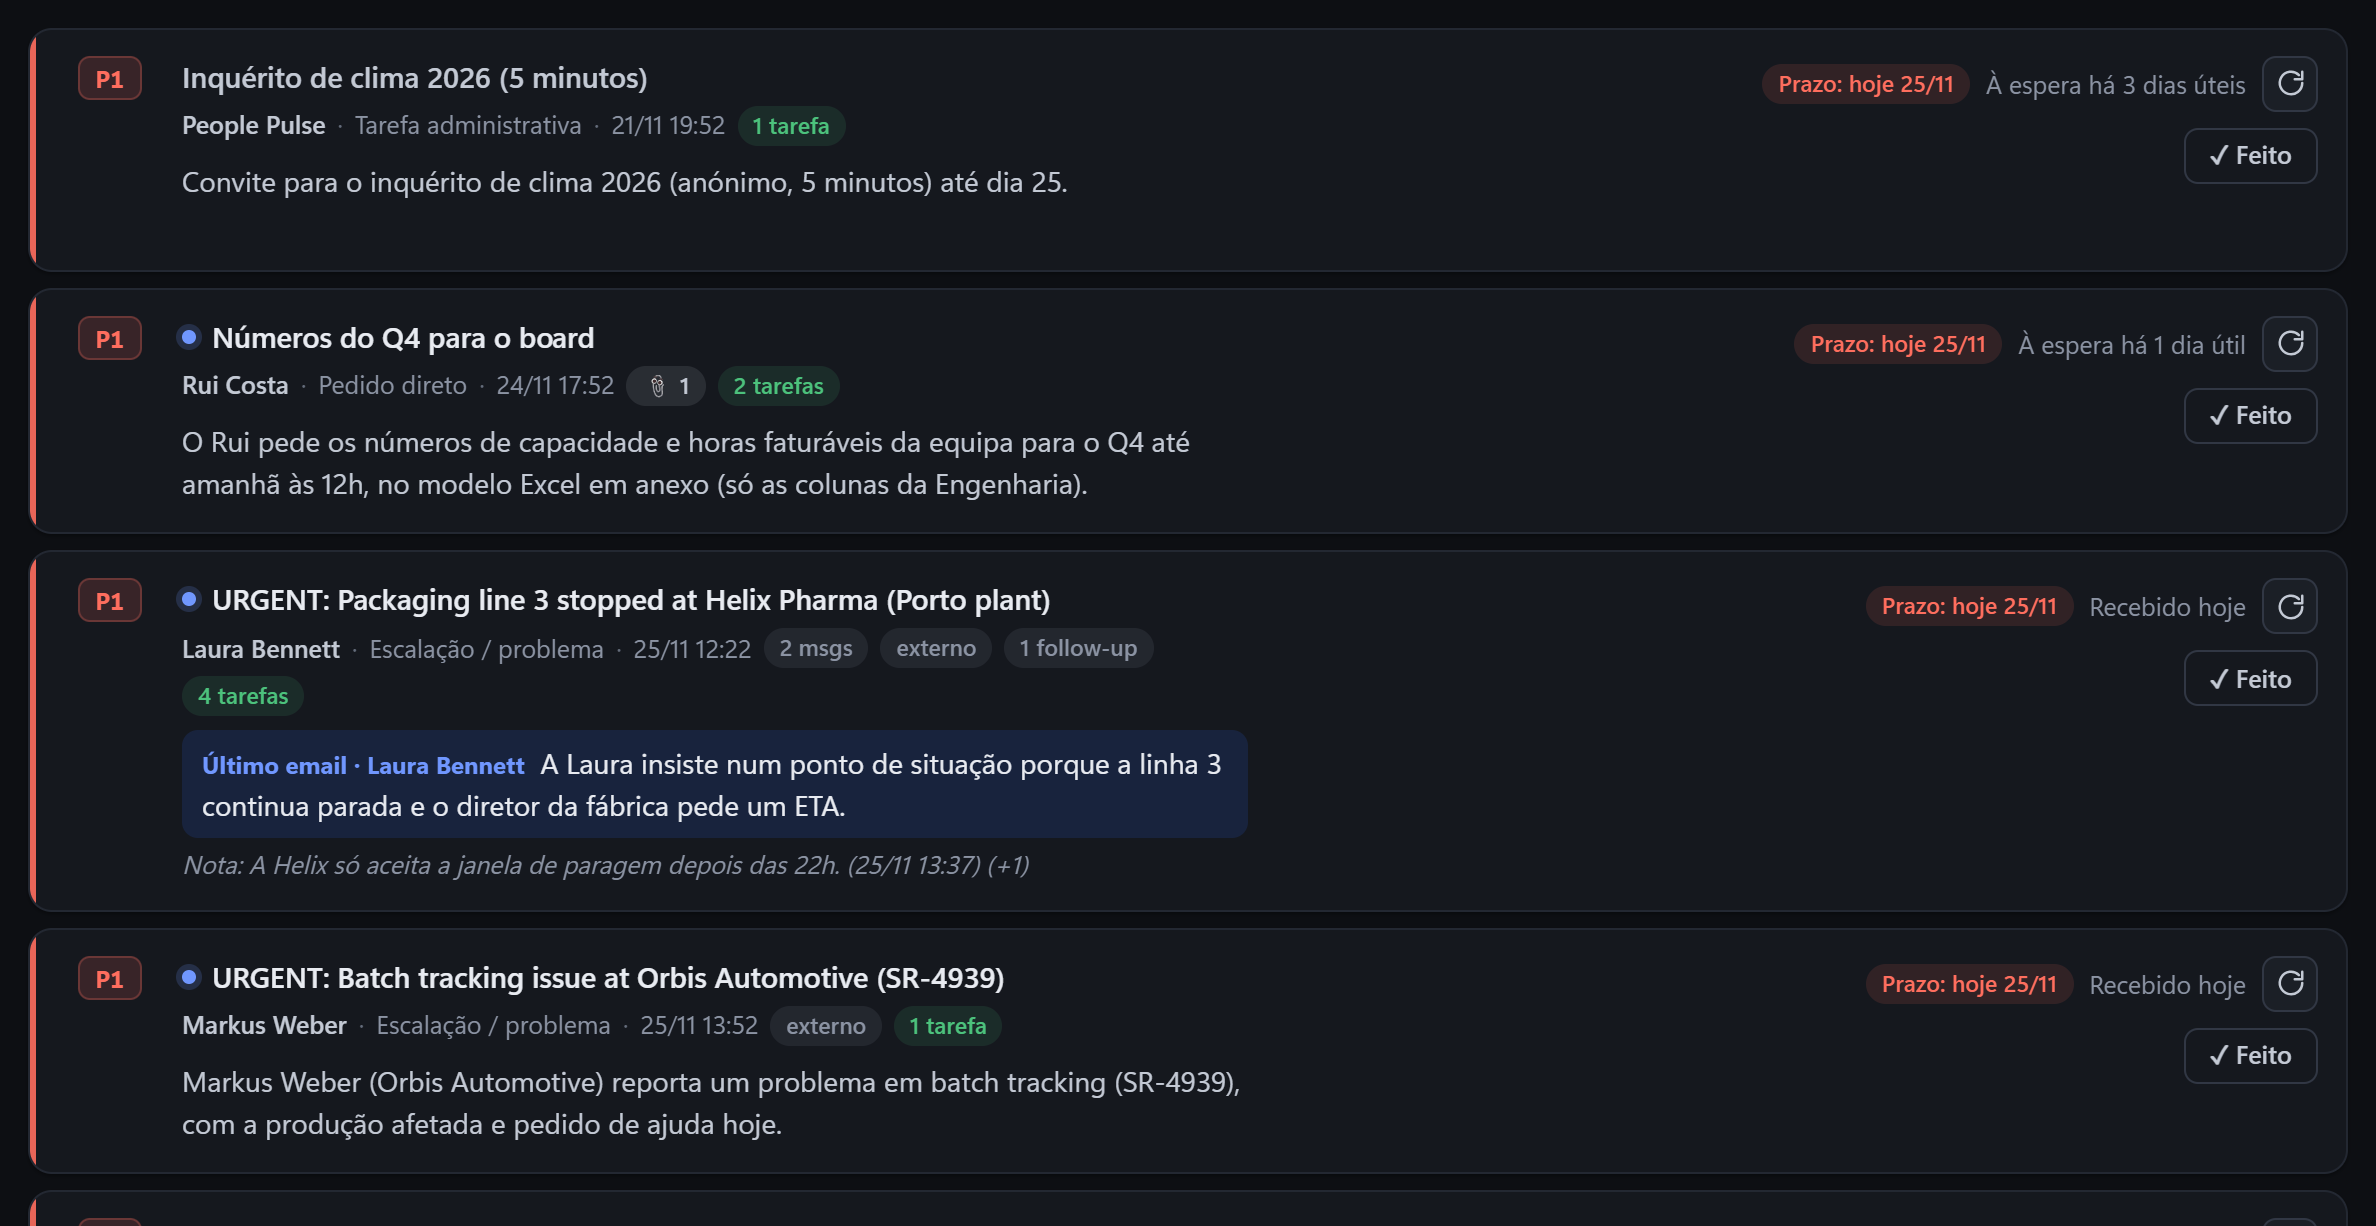 P1 Inquérito de clima 2026 (5 minutos) Prazo: hoje 25/11 À espera há 3 dias úteis
People Pulse · Tarefa administrativa · 21/11 19:52 1 tarefa
✓ Feito
Convite para o inquérito de clima 2026 (anónimo, 5 minutos) até dia 25.
P1 Números do Q4 para o board Prazo: hoje 25/11 À espera há 1 dia útil
Rui Costa · Pedido direto · 24/11 17:52 1 2 tarefas
✓ Feito
O Rui pede os números de capacidade e horas faturáveis da equipa para o Q4 até
amanhã às 12h, no modelo Excel em anexo (só as colunas da Engenharia).
P1 URGENT: Packaging line 3 stopped at Helix Pharma (Porto plant) Prazo: hoje 25/11 Recebido hoje
Laura Bennett · Escalação / problema · 25/11 12:22 2 msgs externo 1 follow-up
✓ Feito
4 tarefas
Último email · Laura Bennett A Laura insiste num ponto de situação porque a linha 3
continua parada e o diretor da fábrica pede um ETA.
Nota: A Helix só aceita a janela de paragem depois das 22h. (25/11 13:37) (+1)
P1 URGENT: Batch tracking issue at Orbis Automotive (SR-4939) Prazo: hoje 25/11 Recebido hoje
Markus Weber · Escalação / problema · 25/11 13:52 externo 1 tarefa
✓ Feito
Markus Weber (Orbis Automotive) reporta um problema em batch tracking (SR-4939),
com a produção afetada e pedido de ajuda hoje.